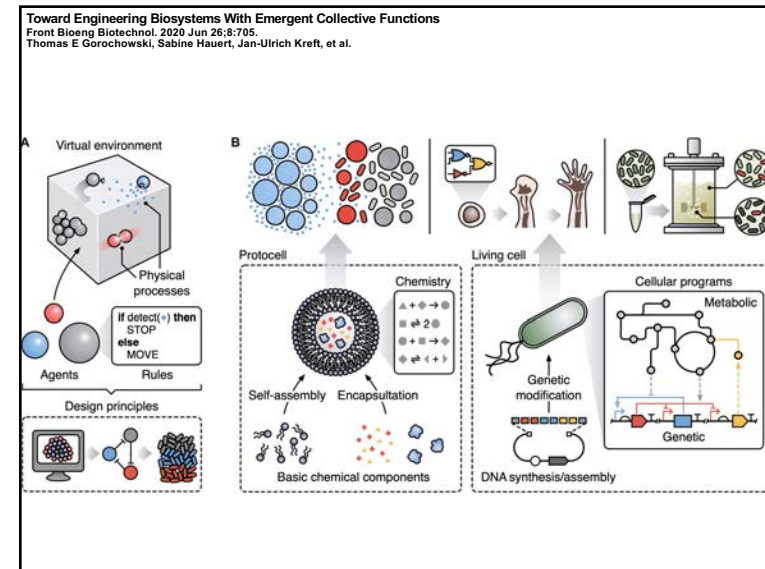 Toward Engineering Biosystems With Emergent Collective Functions
Front Bioeng Biotechnol. 2020 Jun 26;8:705.
Thomas E Gorochowski, Sabine Hauert, Jan-Ulrich Kreft, et al.
A
Virtual environment
Physical
processes
if detect(•) then
STOP
else
MOVE
Agents
Rules
Design principles
B
Protocell
Chemistry
▲ + ◆ → ●
■ ⇌ 2 ●
● + ■ → ◆
◆ ⇌ ◀ + ▶
Self-assembly
Encapsultation
Basic chemical components
Living cell
Cellular programs
Metabolic
Genetic
modification
DNA synthesis/assembly
Genetic